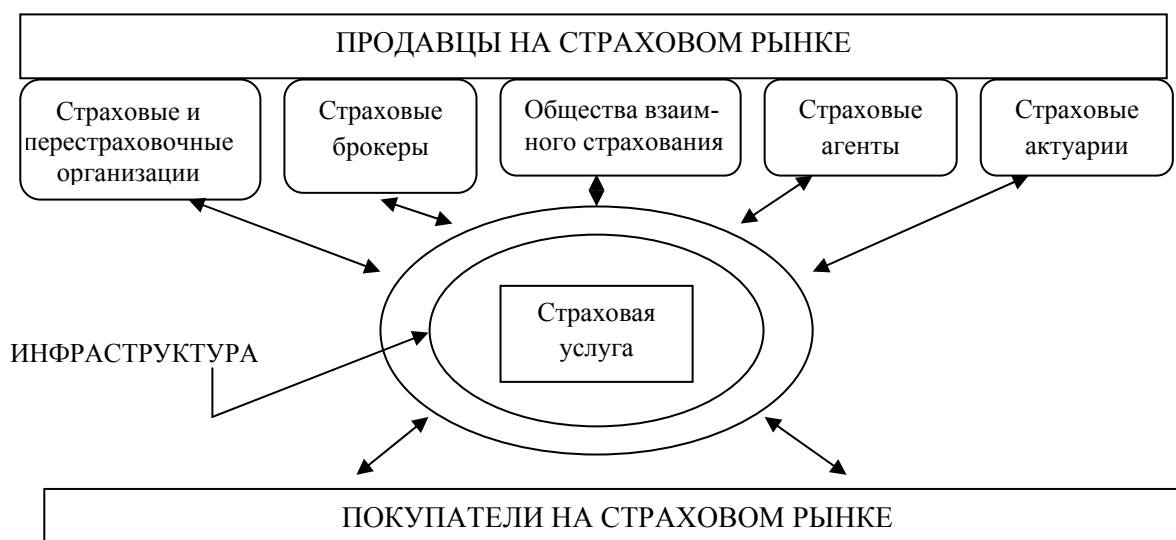 ПРОДАВЦЫ НА СТРАХОВОМ РЫНКЕ
Страховые и
перестраховочные
организации
Страховые
брокеры
Общества взаим-
ного страхования
Страховые
агенты
Страховые
актуарии
Страховая
услуга
ИНФРАСТРУКТУРА
ПОКУПАТЕЛИ НА СТРАХОВОМ РЫНКЕ